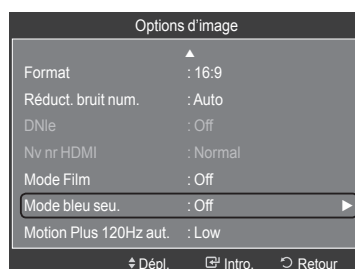 Options d’image
Format : 16:9
Réduct. bruit num. : Auto
DNIe : Off
Nv nr HDMI : Normal
Mode Film : Off
Mode bleu seu. : Off
Motion Plus 120Hz aut. : Low
Dépl. Intro. Retour